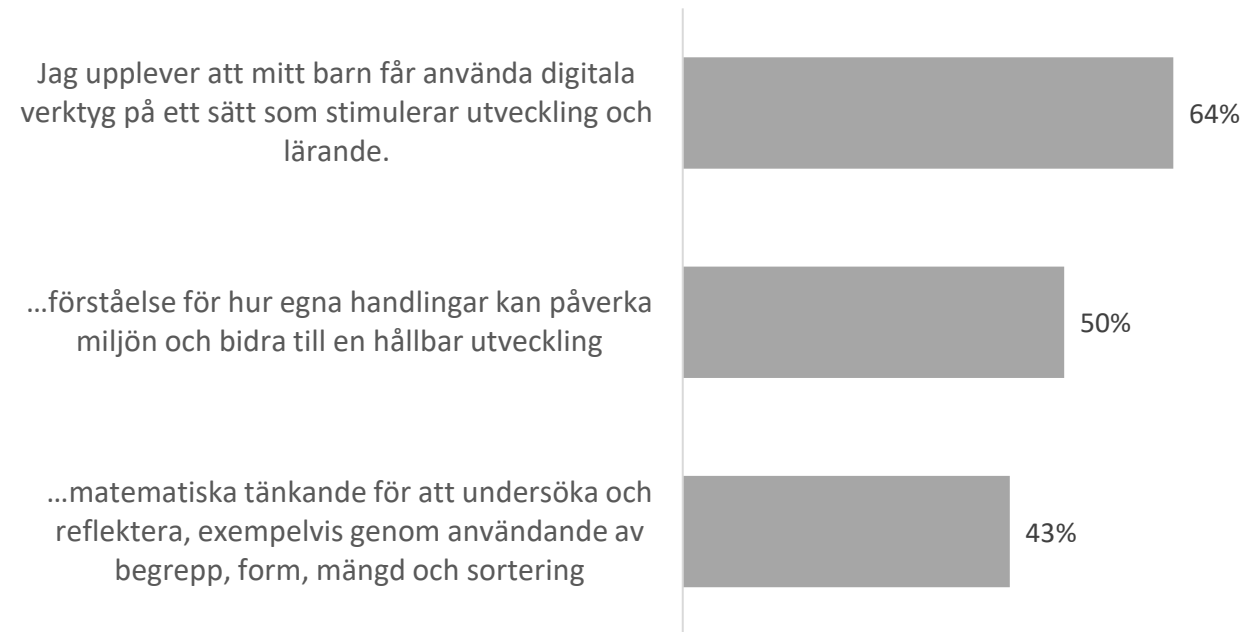 Jag upplever att mitt barn får använda digitala
verktyg på ett sätt som stimulerar utveckling och
lärande.
64%
…förståelse för hur egna handlingar kan påverka
miljön och bidra till en hållbar utveckling
50%
…matematiska tänkande för att undersöka och
reflektera, exempelvis genom användande av
begrepp, form, mängd och sortering
43%